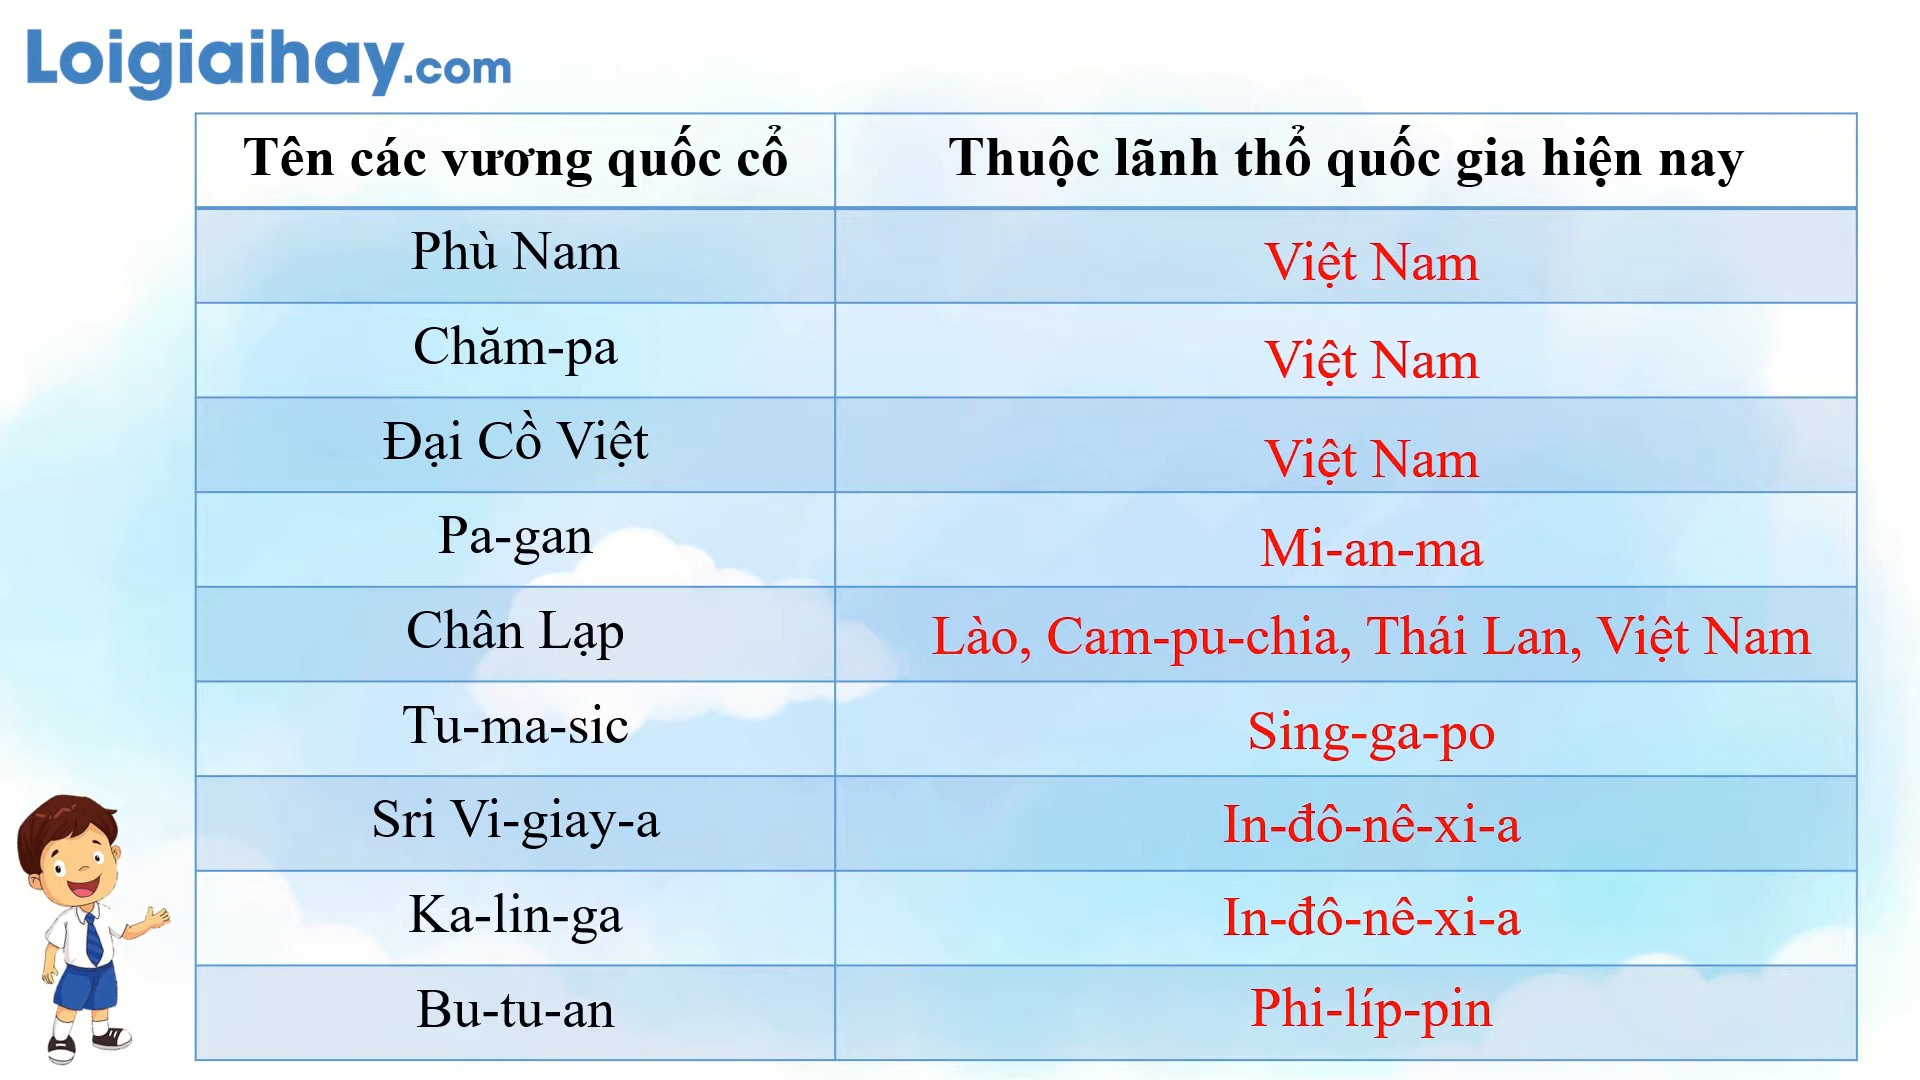 Loigiaihay.com
Tên các vương quốc cổ
Thuộc lãnh thổ quốc gia hiện nay
Phù Nam
Việt Nam
Chăm-pa
Việt Nam
Đại Cồ Việt
Việt Nam
Pa-gan
Mi-an-ma
Chân Lạp
Lào, Cam-pu-chia, Thái Lan, Việt Nam
Tu-ma-sic
Sing-ga-po
Sri Vi-giay-a
In-đô-nê-xi-a
Ka-lin-ga
In-đô-nê-xi-a
Bu-tu-an
Phi-líp-pin